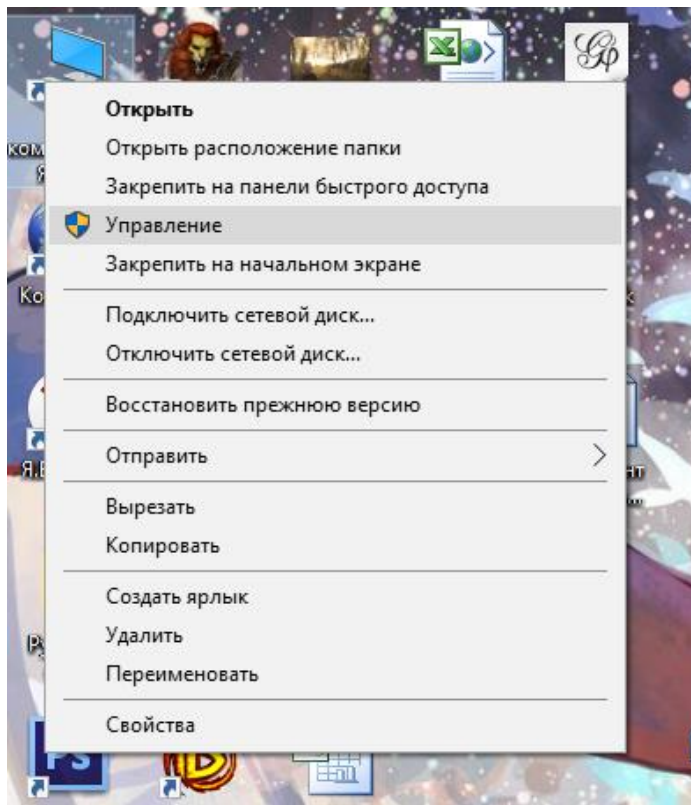 Открыть
Открыть расположение папки
Закрепить на панели быстрого доступа
Управление
Закрепить на начальном экране
Подключить сетевой диск...
Отключить сетевой диск...
Восстановить прежнюю версию
Отправить
Вырезать
Копировать
Создать ярлык
Удалить
Переименовать
Свойства